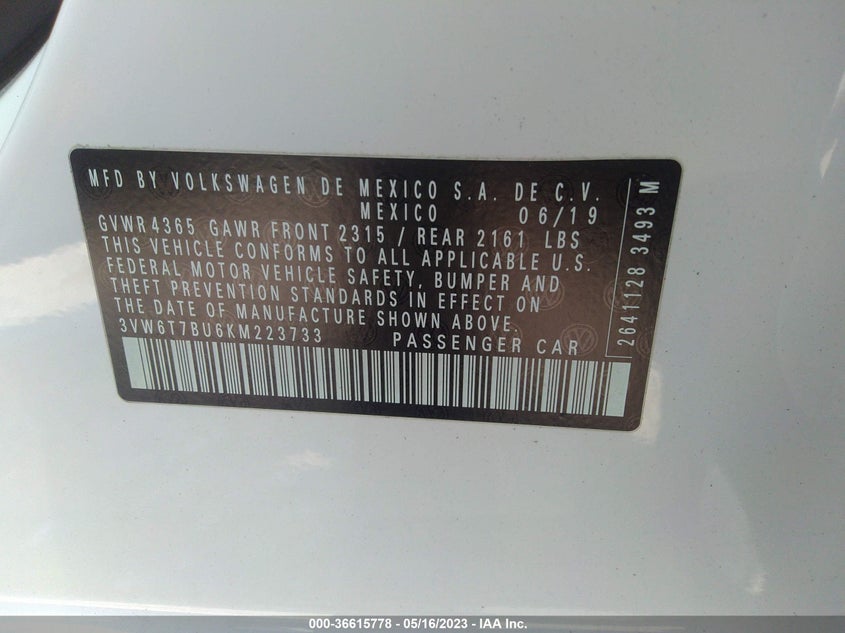 MFD BY VOLKSWAGEN DE MEXICO S.A. DE C.V.
MEXICO 06/19
GVWR 4365 GAWR FRONT 2315 / REAR 2161 LBS
THIS VEHICLE CONFORMS TO ALL APPLICABLE U.S.
FEDERAL MOTOR VEHICLE SAFETY, BUMPER AND
THEFT PREVENTION STANDARDS IN EFFECT ON
THE DATE OF MANUFACTURE SHOWN ABOVE.
3VW6T7BU6KM223733 PASSENGER CAR
2641128 3493 M
000-36615778 - 05/16/2023 - IAA Inc.